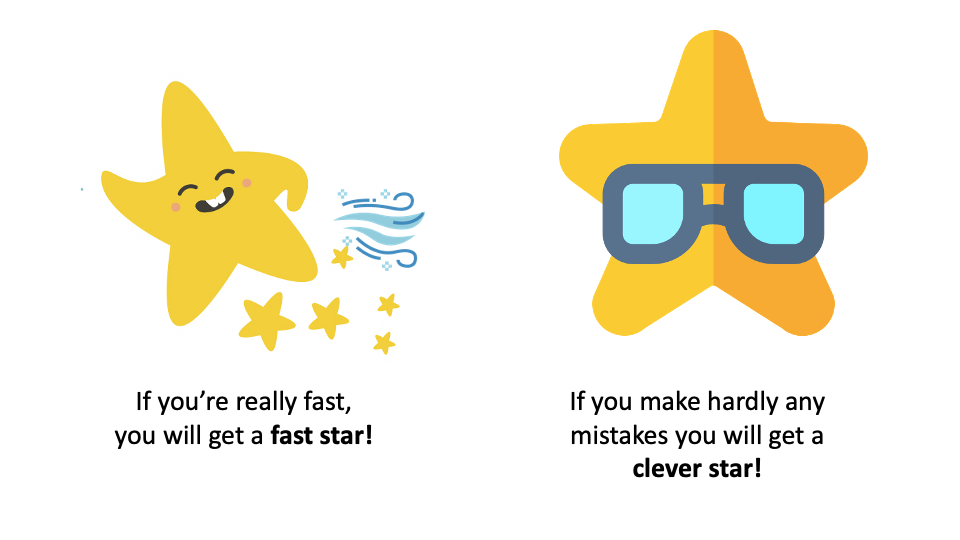 If you’re really fast,
you will get a fast star!
If you make hardly any
mistakes you will get a
clever star!